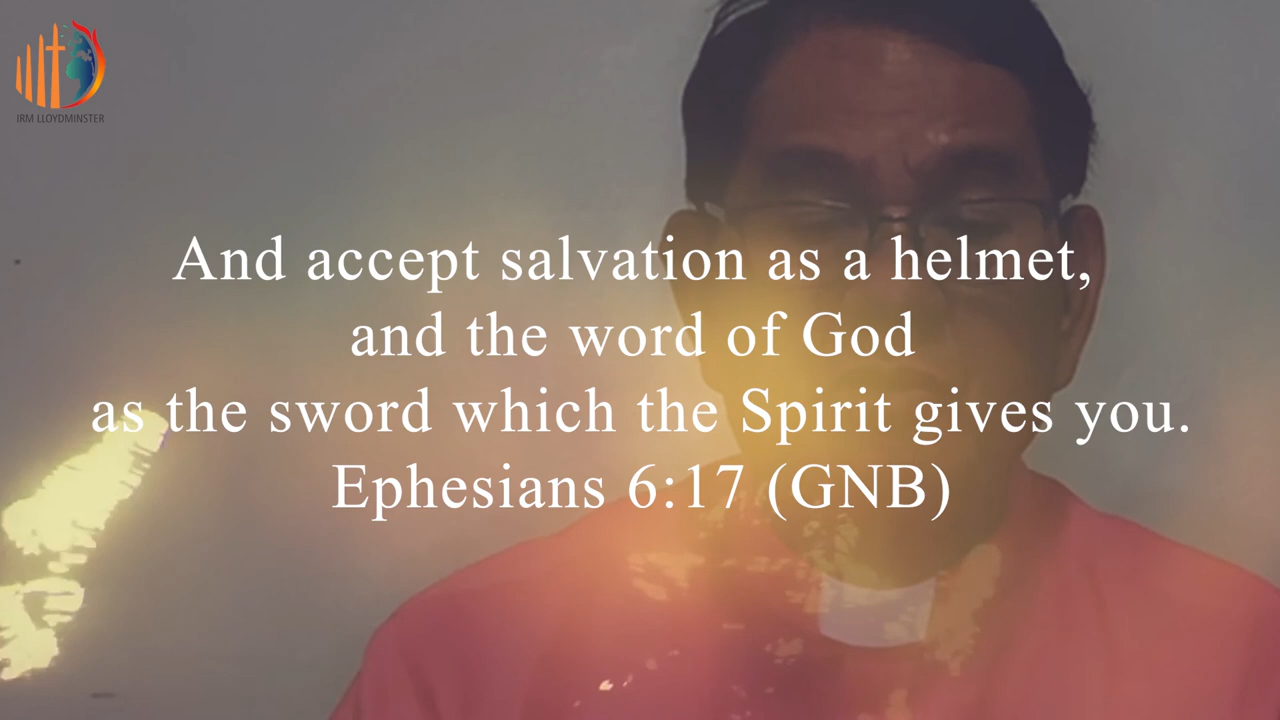 IRM LLOYDMINSTER
And accept salvation as a helmet,
and the word of God
as the sword which the Spirit gives you.
Ephesians 6:17 (GNB)